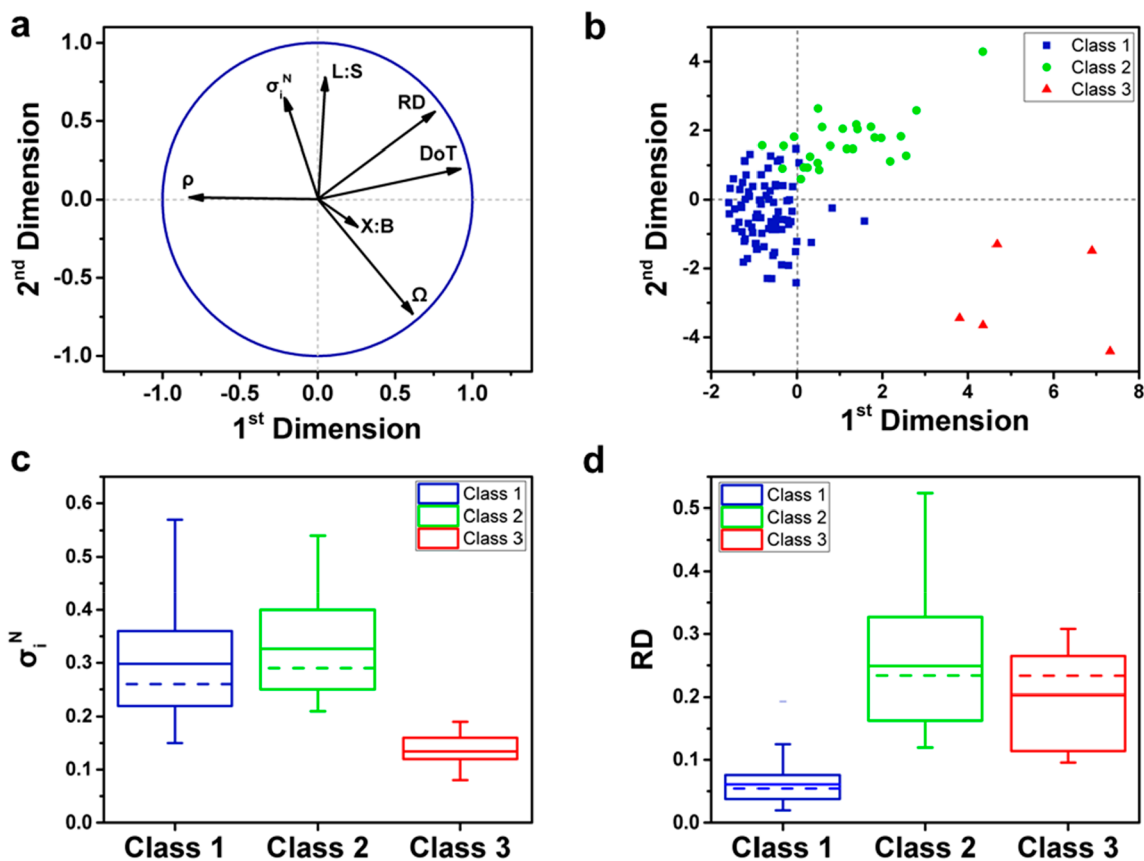 a
1.0
0.5
0.0
-0.5
-1.0
2nd Dimension
σiN
L:S
RD
DoT
ρ
X:B
Ω
-1.0 -0.5 0.0 0.5 1.0
1st Dimension
b
4
2
0
-2
-4
2nd Dimension
Class 1
Class 2
Class 3
-2 0 2 4 6 8
1st Dimension
c
0.6
0.5
0.4
0.3
0.2
0.1
0.0
σiN
Class 1
Class 2
Class 3
Class 1 Class 2 Class 3
d
0.5
0.4
0.3
0.2
0.1
0.0
RD
Class 1
Class 2
Class 3
Class 1 Class 2 Class 3